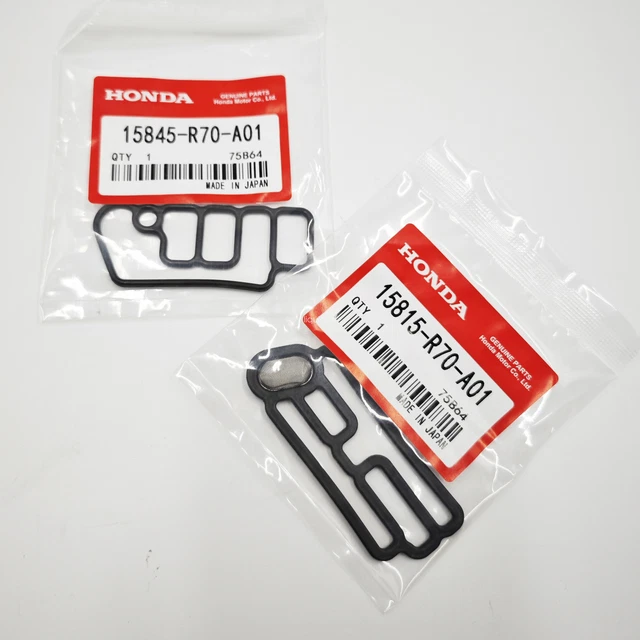 HONDA
GENUINE PARTS
Honda Motor Co., Ltd.
15845-R70-A01
QTY 1
75B64
MADE IN JAPAN
HONDA
GENUINE PARTS
Honda Motor Co., Ltd.
15815-R70-A01
QTY 1
75B64
MADE IN JAPAN